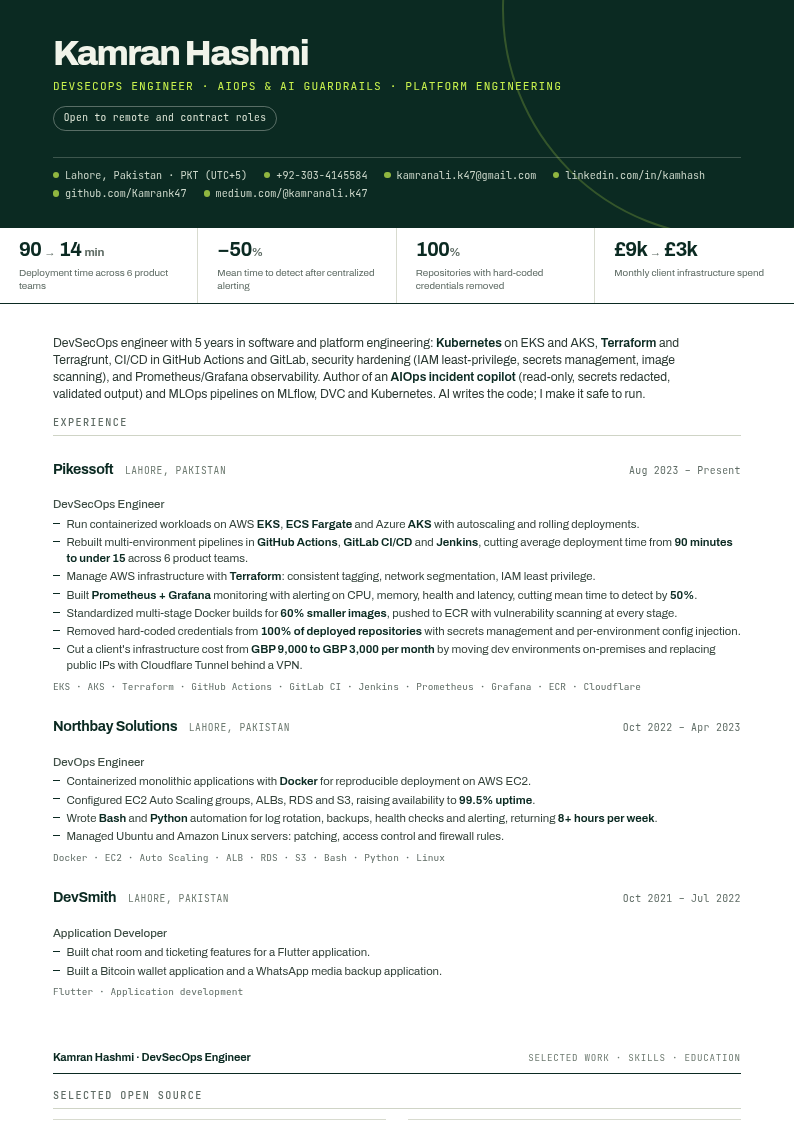 Kamran Hashmi
DEVSECOPS ENGINEER · AIOPS & AI GUARDRAILS · PLATFORM ENGINEERING
Open to remote and contract roles
Lahore, Pakistan · PKT (UTC+5) +92-303-4145584 kamranali.k47@gmail.com linkedin.com/in/kamhash
github.com/Kamrank47 medium.com/@kamranali.k47
90 → 14 min
Deployment time across 6 product
teams
−50%
Mean time to detect after centralized
alerting
100%
Repositories with hard-coded
credentials removed
£9k → £3k
Monthly client infrastructure spend
DevSecOps engineer with 5 years in software and platform engineering: Kubernetes on EKS and AKS, Terraform and
Terragrunt, CI/CD in GitHub Actions and GitLab, security hardening (IAM least-privilege, secrets management, image
scanning), and Prometheus/Grafana observability. Author of an AIOps incident copilot (read-only, secrets redacted,
validated output) and MLOps pipelines on MLflow, DVC and Kubernetes. AI writes the code; I make it safe to run.
EXPERIENCE
Pikessoft LAHORE, PAKISTAN Aug 2023 – Present
DevSecOps Engineer
– Run containerized workloads on AWS EKS, ECS Fargate and Azure AKS with autoscaling and rolling deployments.
– Rebuilt multi-environment pipelines in GitHub Actions, GitLab CI/CD and Jenkins, cutting average deployment time from 90 minutes
to under 15 across 6 product teams.
– Manage AWS infrastructure with Terraform: consistent tagging, network segmentation, IAM least privilege.
– Built Prometheus + Grafana monitoring with alerting on CPU, memory, health and latency, cutting mean time to detect by 50%.
– Standardized multi-stage Docker builds for 60% smaller images, pushed to ECR with vulnerability scanning at every stage.
– Removed hard-coded credentials from 100% of deployed repositories with secrets management and per-environment config injection.
– Cut a client's infrastructure cost from GBP 9,000 to GBP 3,000 per month by moving dev environments on-premises and replacing
public IPs with Cloudflare Tunnel behind a VPN.
EKS · AKS · Terraform · GitHub Actions · GitLab CI · Jenkins · Prometheus · Grafana · ECR · Cloudflare
Northbay Solutions LAHORE, PAKISTAN Oct 2022 – Apr 2023
DevOps Engineer
– Containerized monolithic applications with Docker for reproducible deployment on AWS EC2.
– Configured EC2 Auto Scaling groups, ALBs, RDS and S3, raising availability to 99.5% uptime.
– Wrote Bash and Python automation for log rotation, backups, health checks and alerting, returning 8+ hours per week.
– Managed Ubuntu and Amazon Linux servers: patching, access control and firewall rules.
Docker · EC2 · Auto Scaling · ALB · RDS · S3 · Bash · Python · Linux
DevSmith LAHORE, PAKISTAN Oct 2021 – Jul 2022
Application Developer
– Built chat room and ticketing features for a Flutter application.
– Built a Bitcoin wallet application and a WhatsApp media backup application.
Flutter · Application development
Kamran Hashmi · DevSecOps Engineer SELECTED WORK · SKILLS · EDUCATION
SELECTED OPEN SOURCE